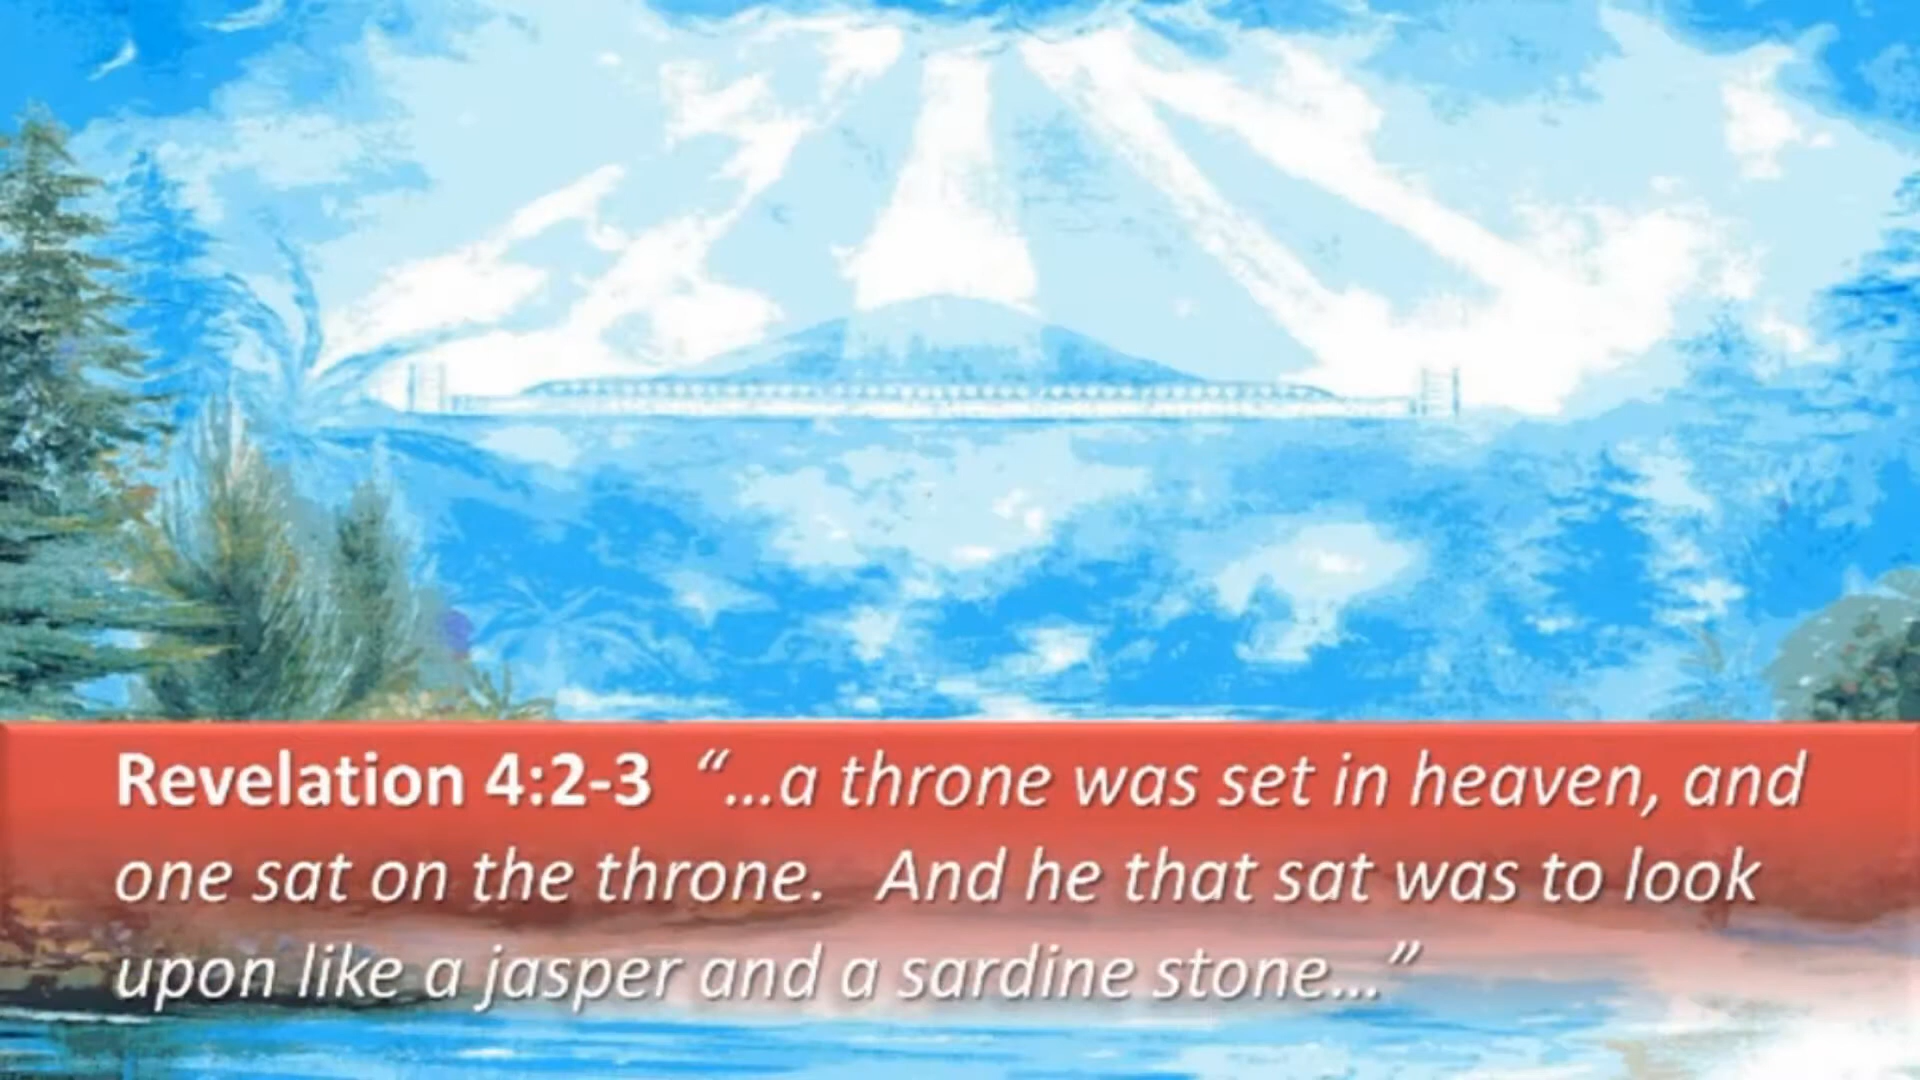 Revelation 4:2-3 “...a throne was set in heaven, and
one sat on the throne. And he that sat was to look
upon like a jasper and a sardine stone...”